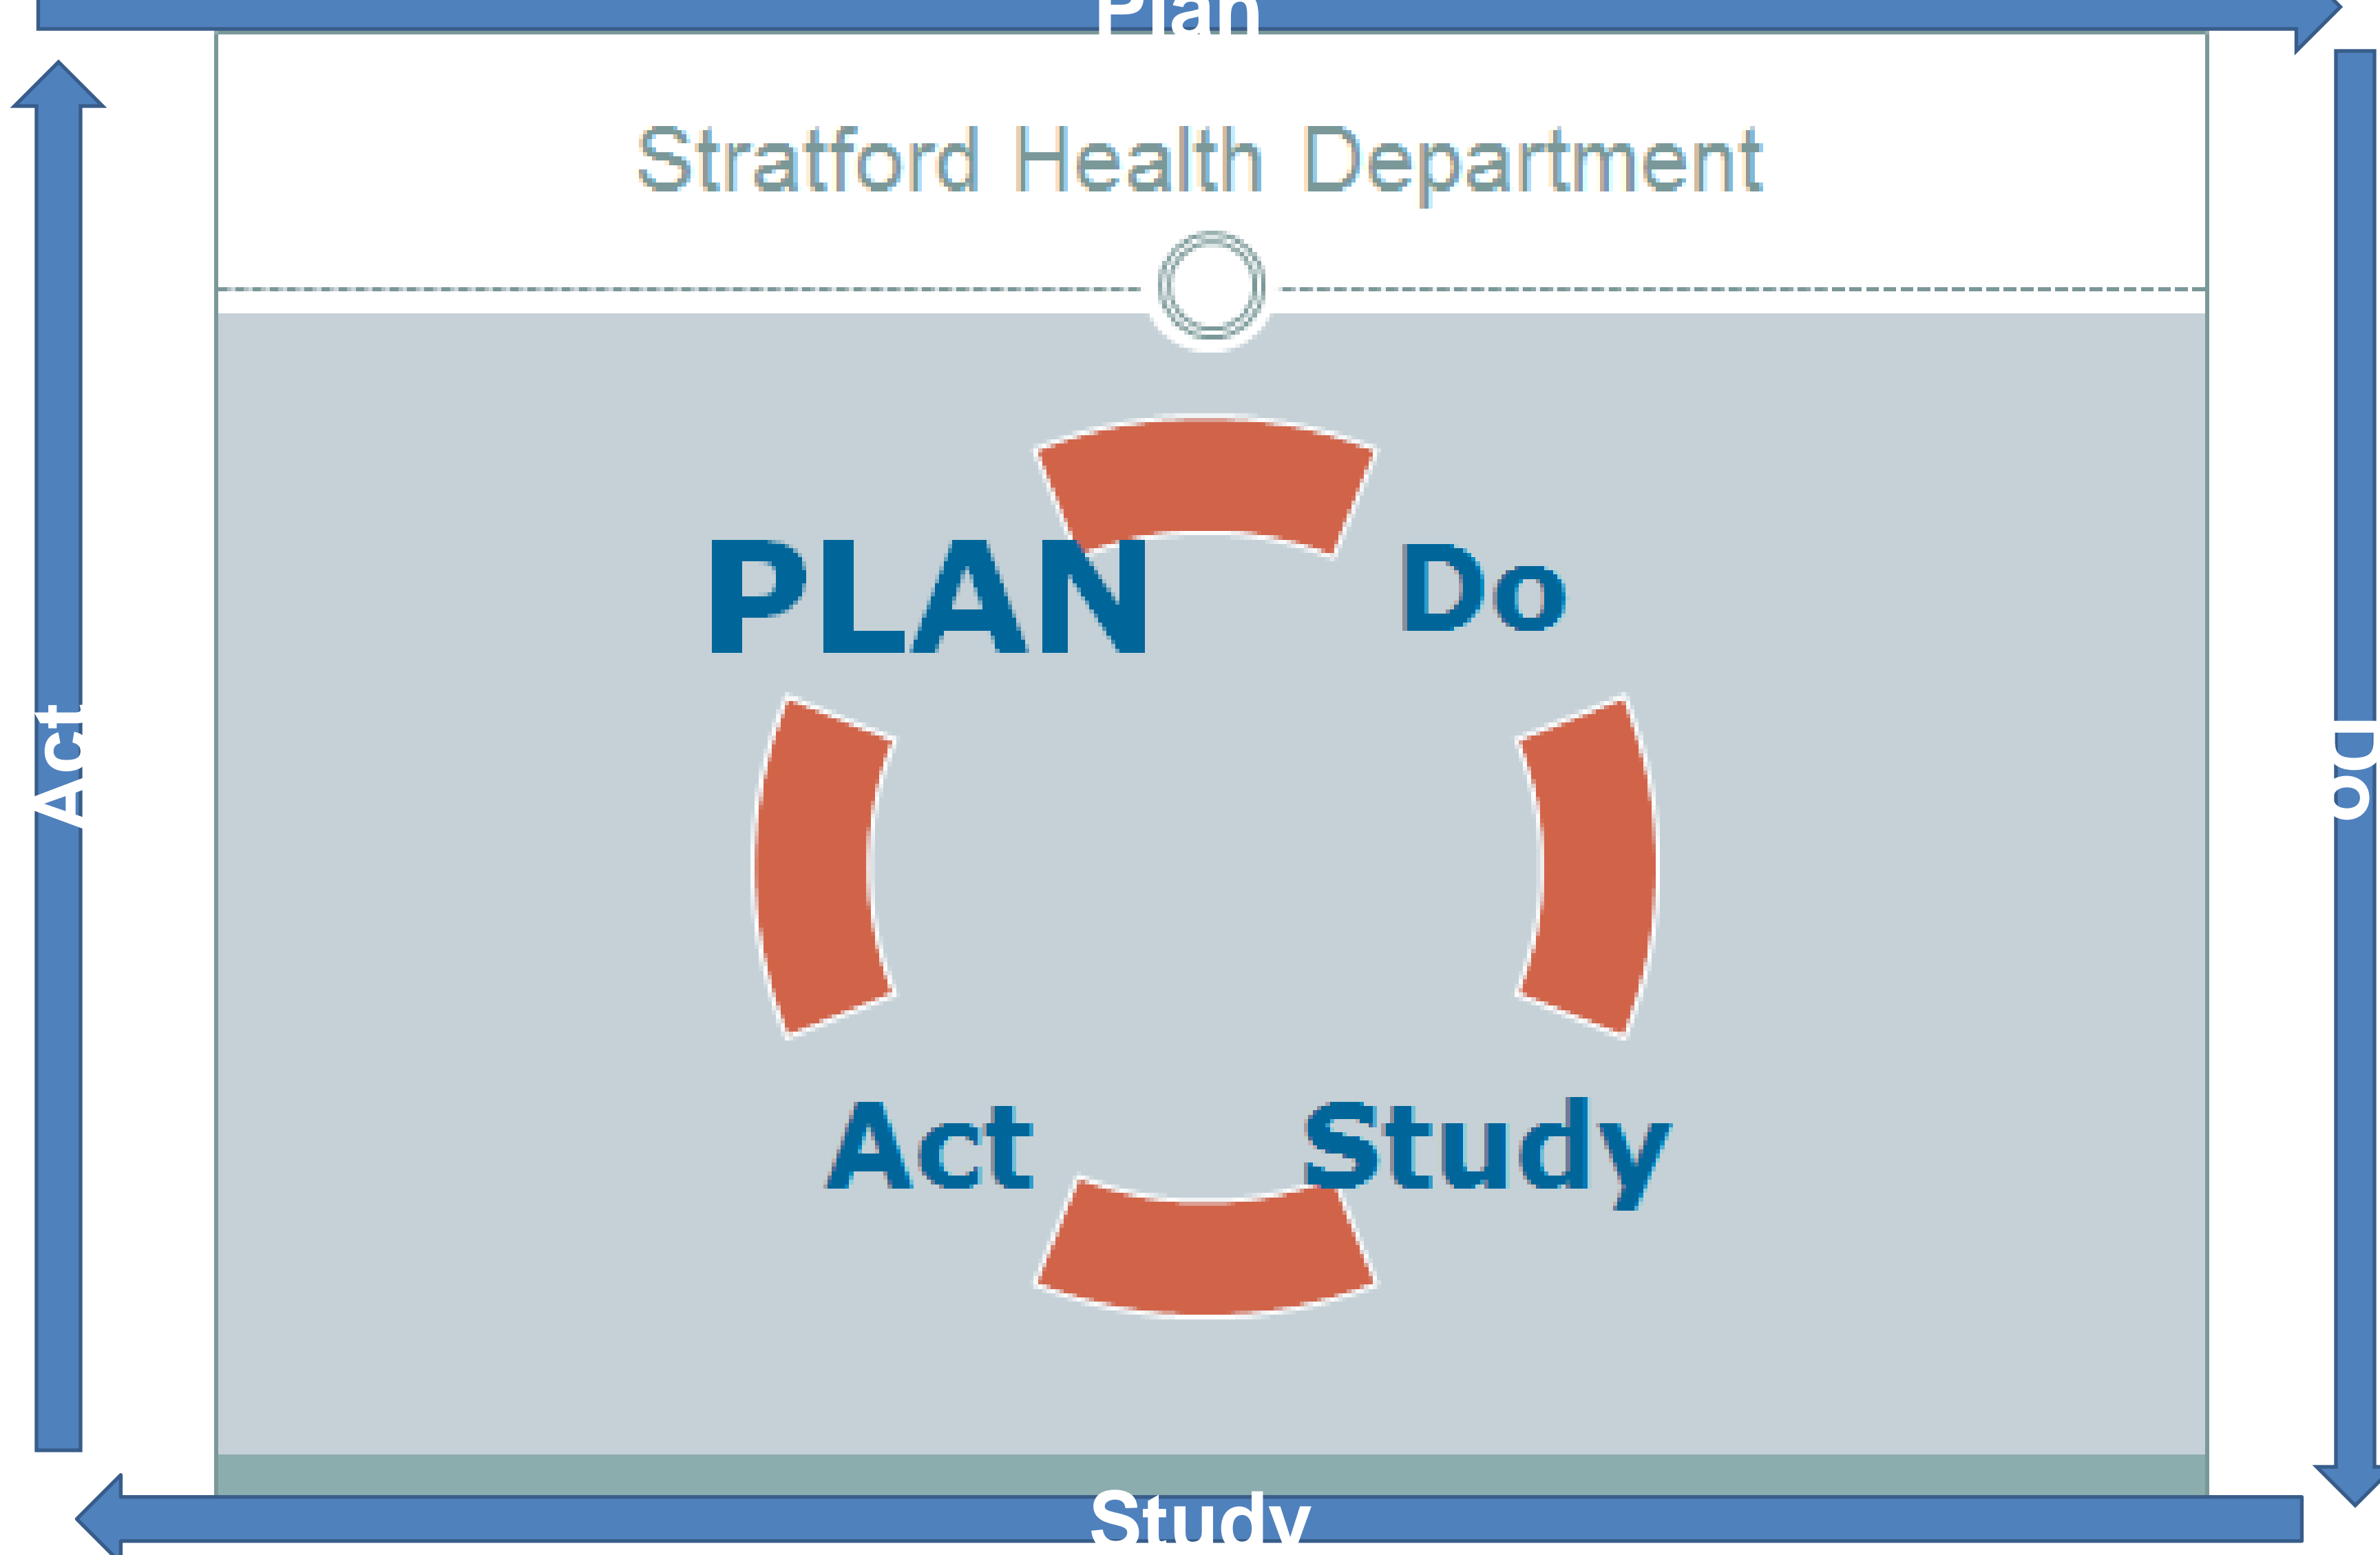 Plan
Stratford Health Department
PLAN
Do
Act
Do
Act
Study
Study